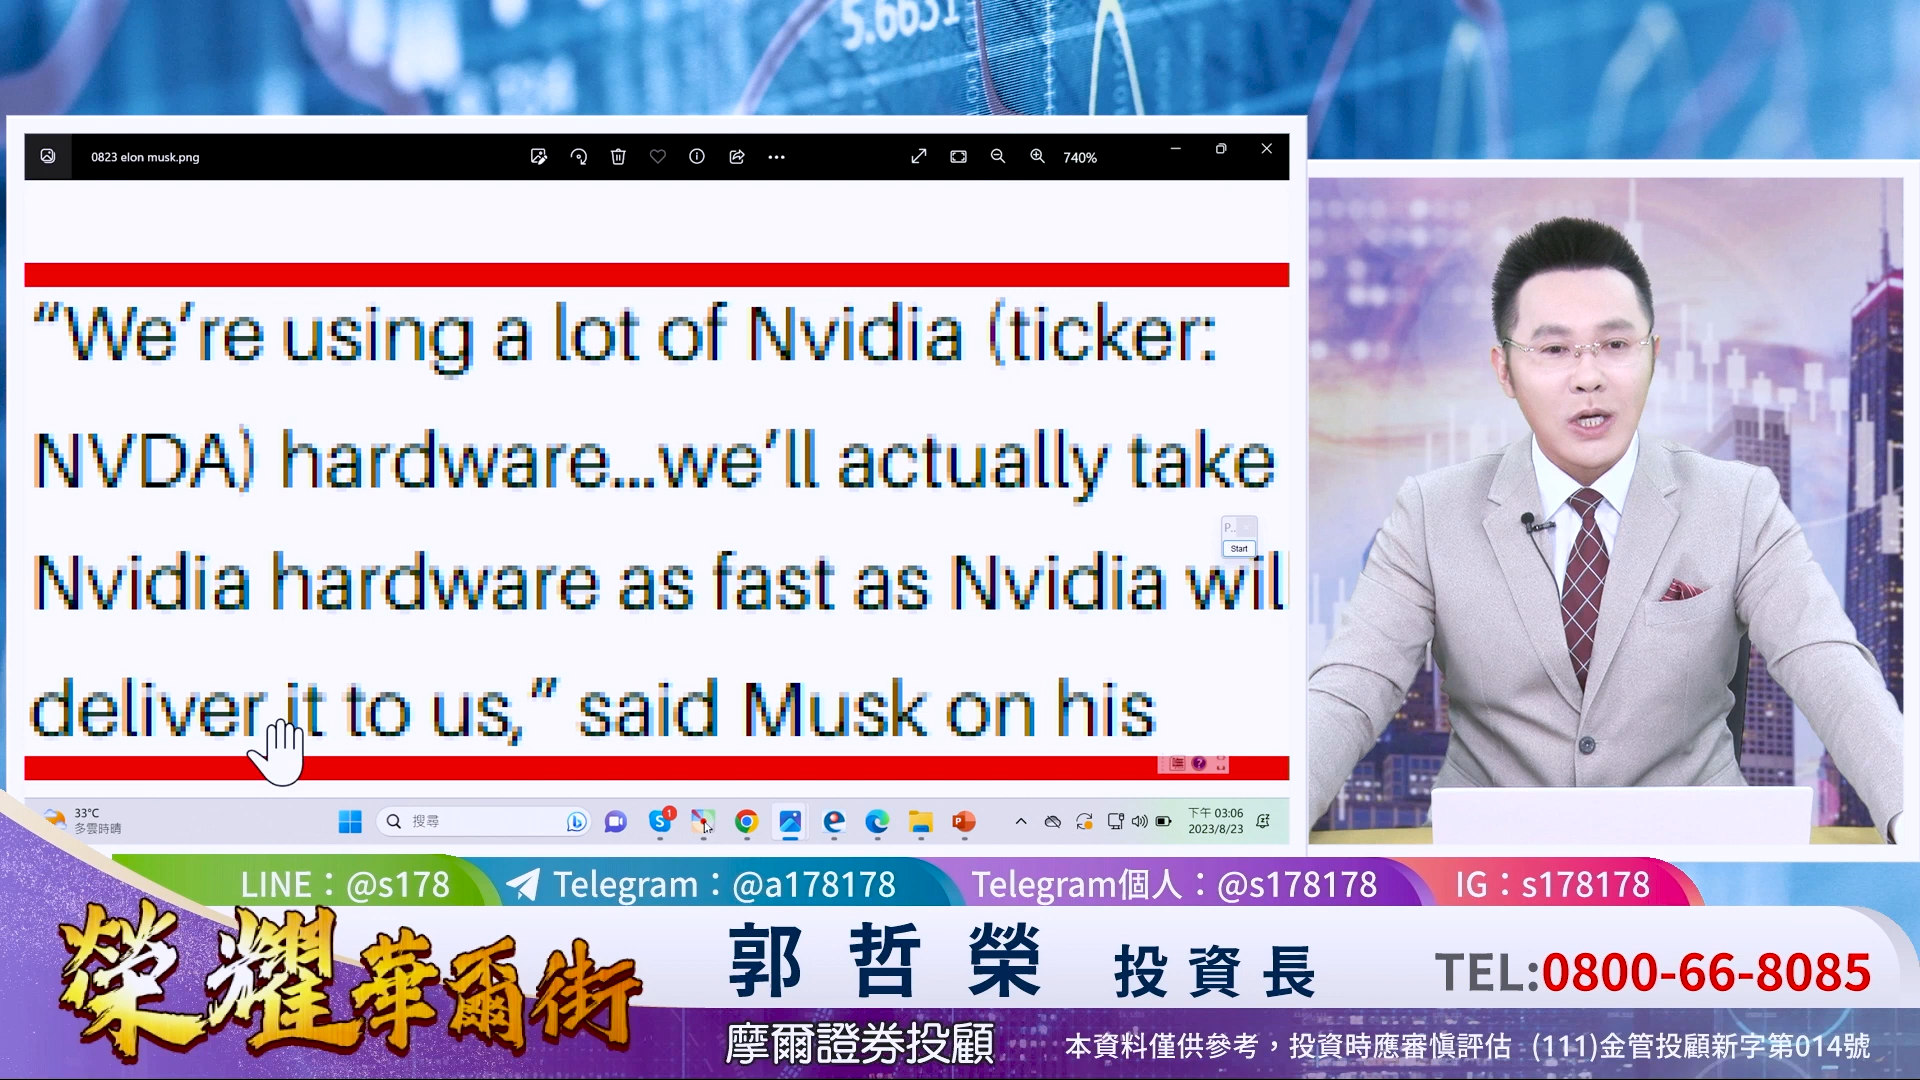 5.6631
0823 elon musk.png
740%
“We’re using a lot of Nvidia (ticker:
NVDA) hardware...we’ll actually take
Nvidia hardware as fast as Nvidia wil
deliver it to us,” said Musk on his
P...
Start
33°C
多雲時晴
搜尋
1
下午 03:06
2023/8/23
LINE：@s178
Telegram：@a178178
Telegram個人：@s178178
IG：s178178
榮耀華爾街
郭哲榮 投資長
TEL:0800-66-8085
摩爾證券投顧
本資料僅供參考，投資時應審慎評估 (111)金管投顧新字第014號